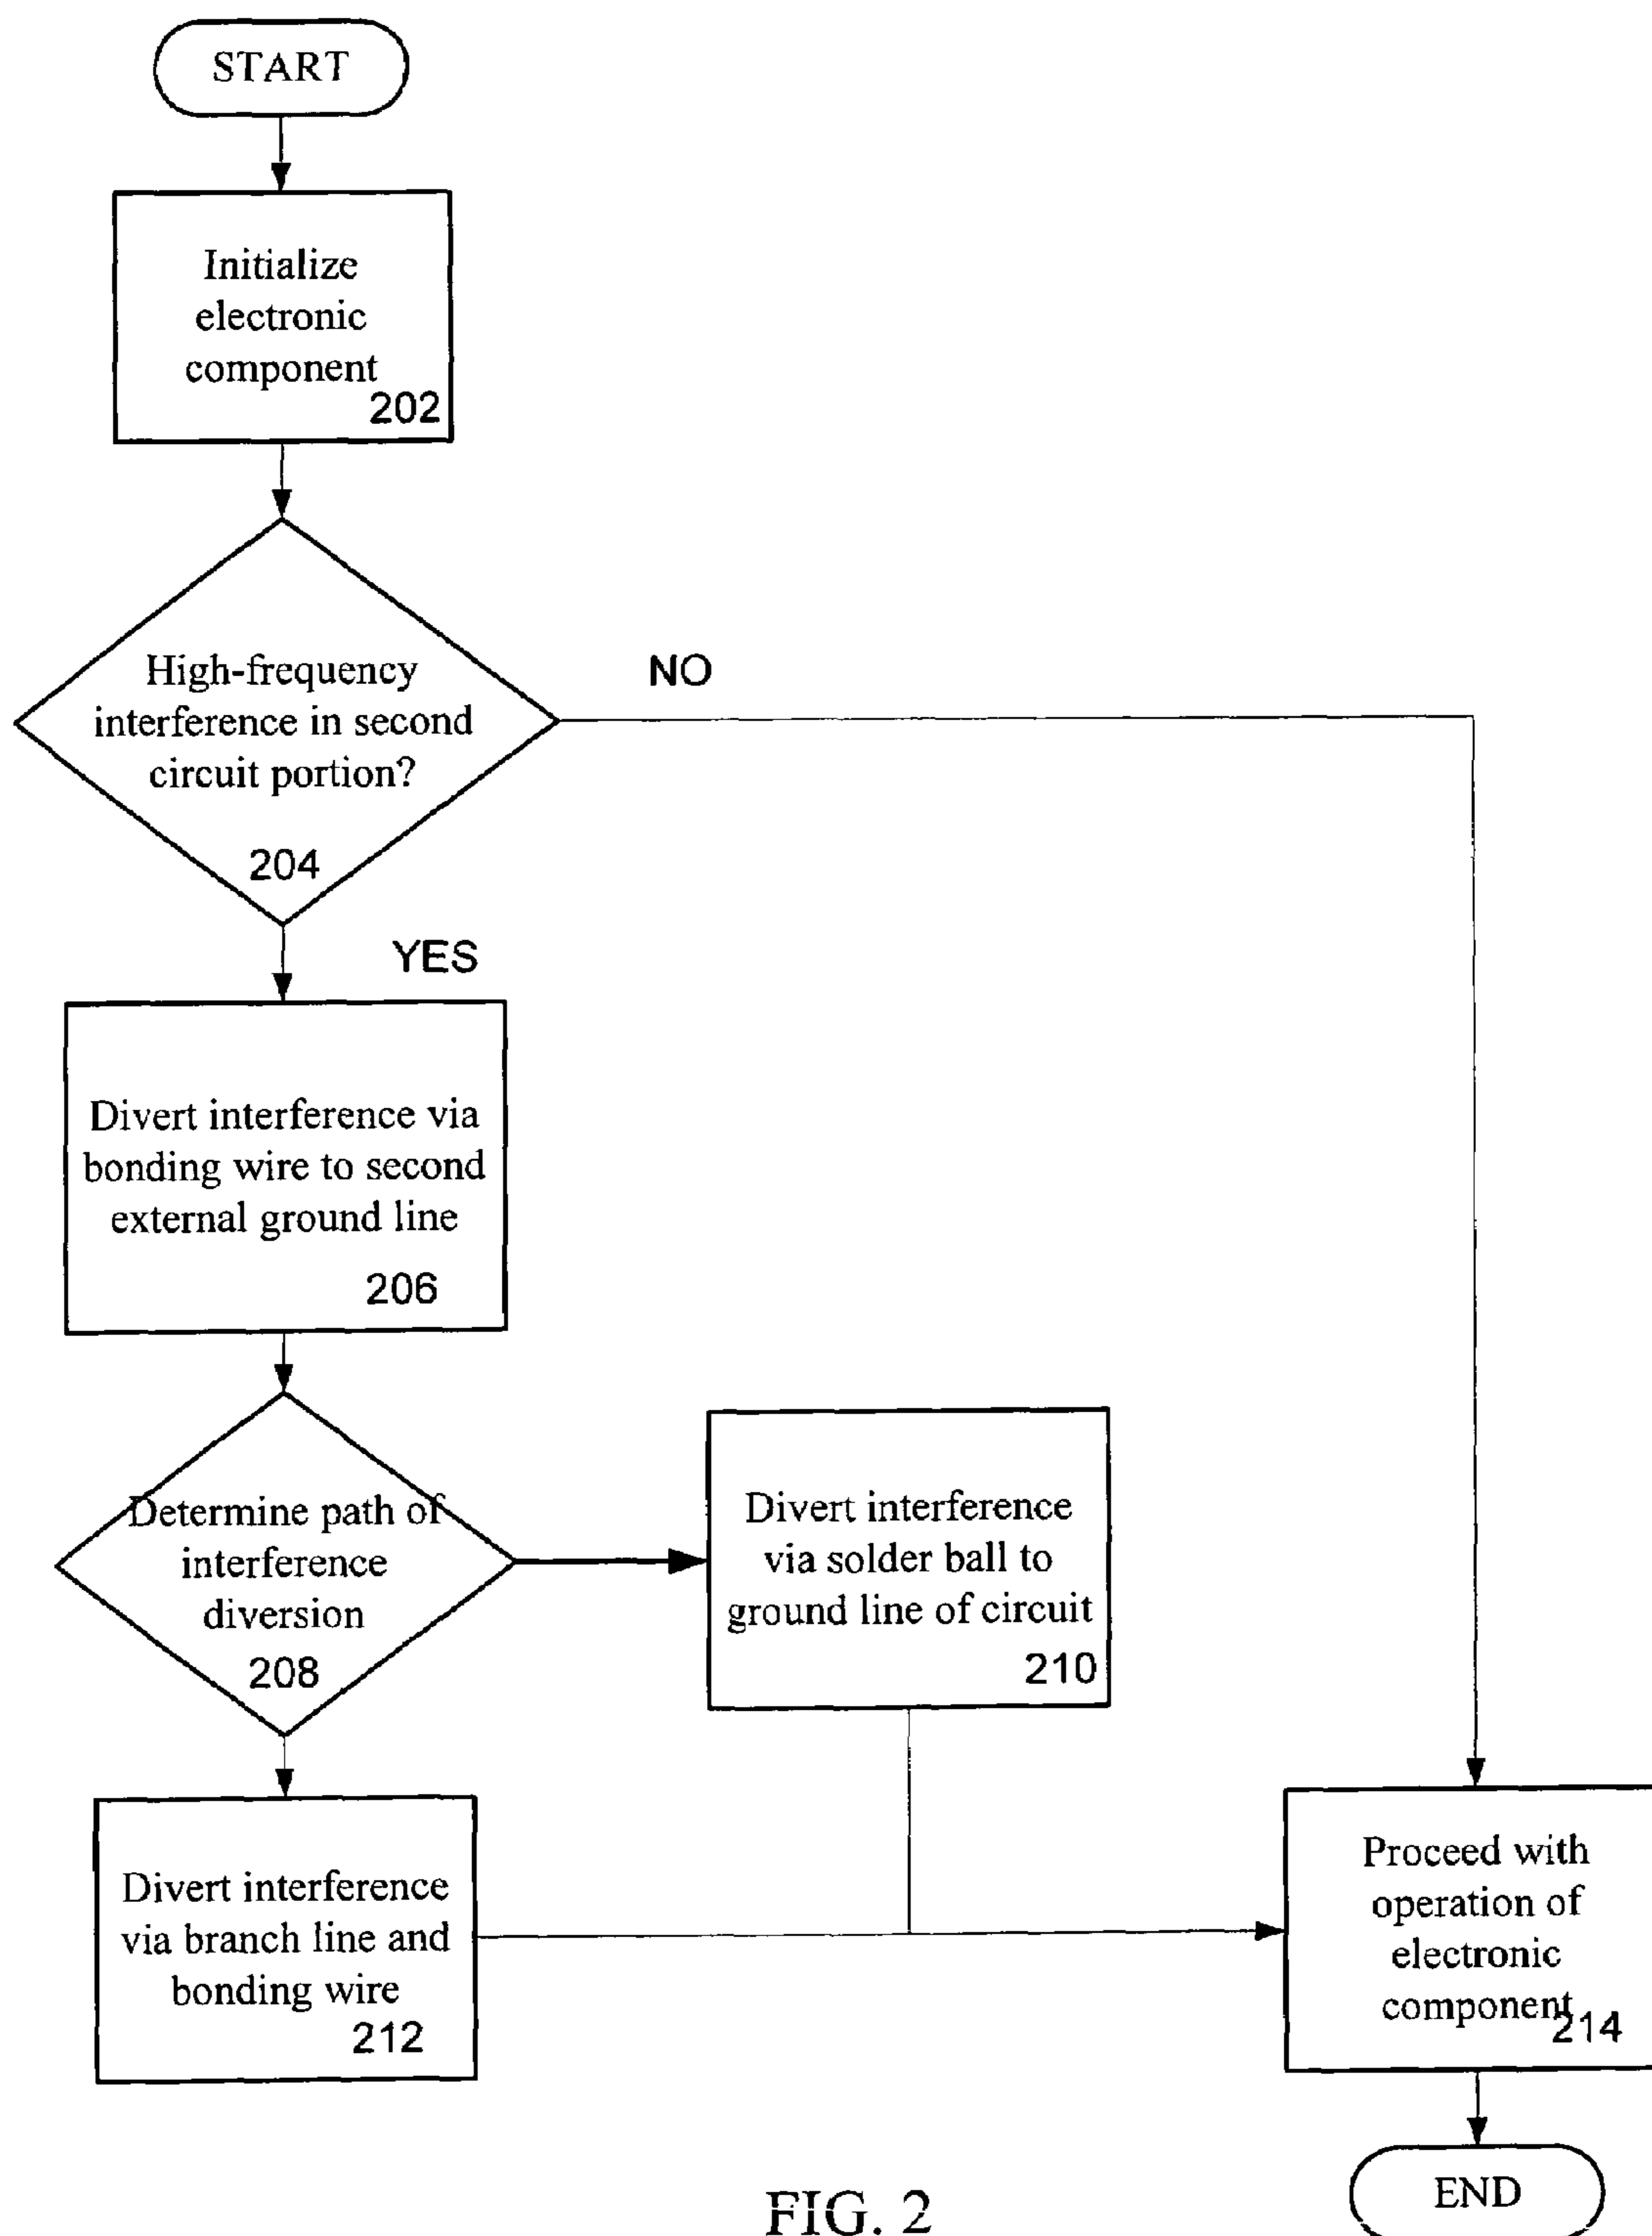 START
Initialize
electronic
component
202
High-frequency
interference in second
circuit portion?
204
NO
YES
Divert interference via
bonding wire to second
external ground line
206
Determine path of
interference
diversion
208
Divert interference
via solder ball to
ground line of circuit
210
Divert interference
via branch line and
bonding wire
212
Proceed with
operation of
electronic
component
214
END
FIG. 2